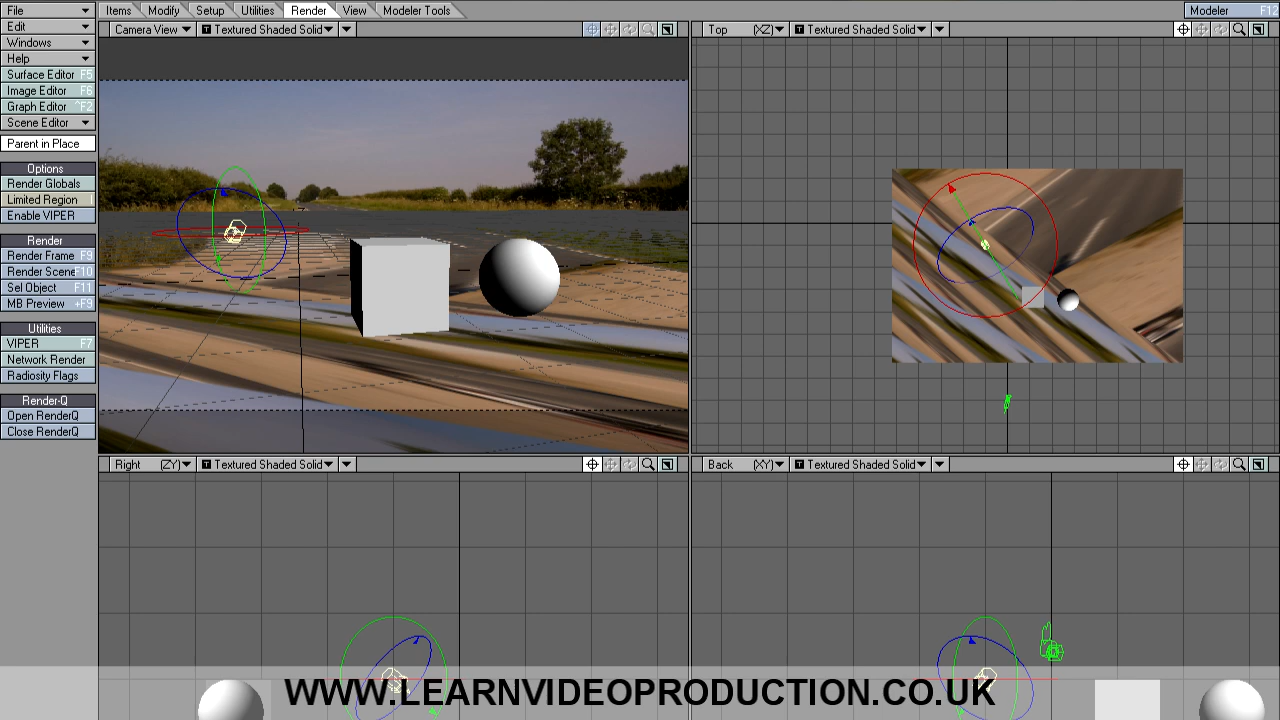 File
Edit
Windows
Help
Surface Editor F5
Image Editor F6
Graph Editor ^F2
Scene Editor
Parent in Place
Options
Render Globals
Limited Region l
Enable VIPER
Render
Render Frame F9
Render Scene F10
Sel Object F11
MB Preview +F9
Utilities
VIPER F7
Network Render
Radiosity Flags
Render-Q
Open RenderQ
Close RenderQ
Items Modify Setup Utilities Render View Modeler Tools
Modeler F12
Camera View T Textured Shaded Solid
Top (XZ) T Textured Shaded Solid
Right (ZY) T Textured Shaded Solid
Back (XY) T Textured Shaded Solid
WWW.LEARNVIDEOPRODUCTION.CO.UK